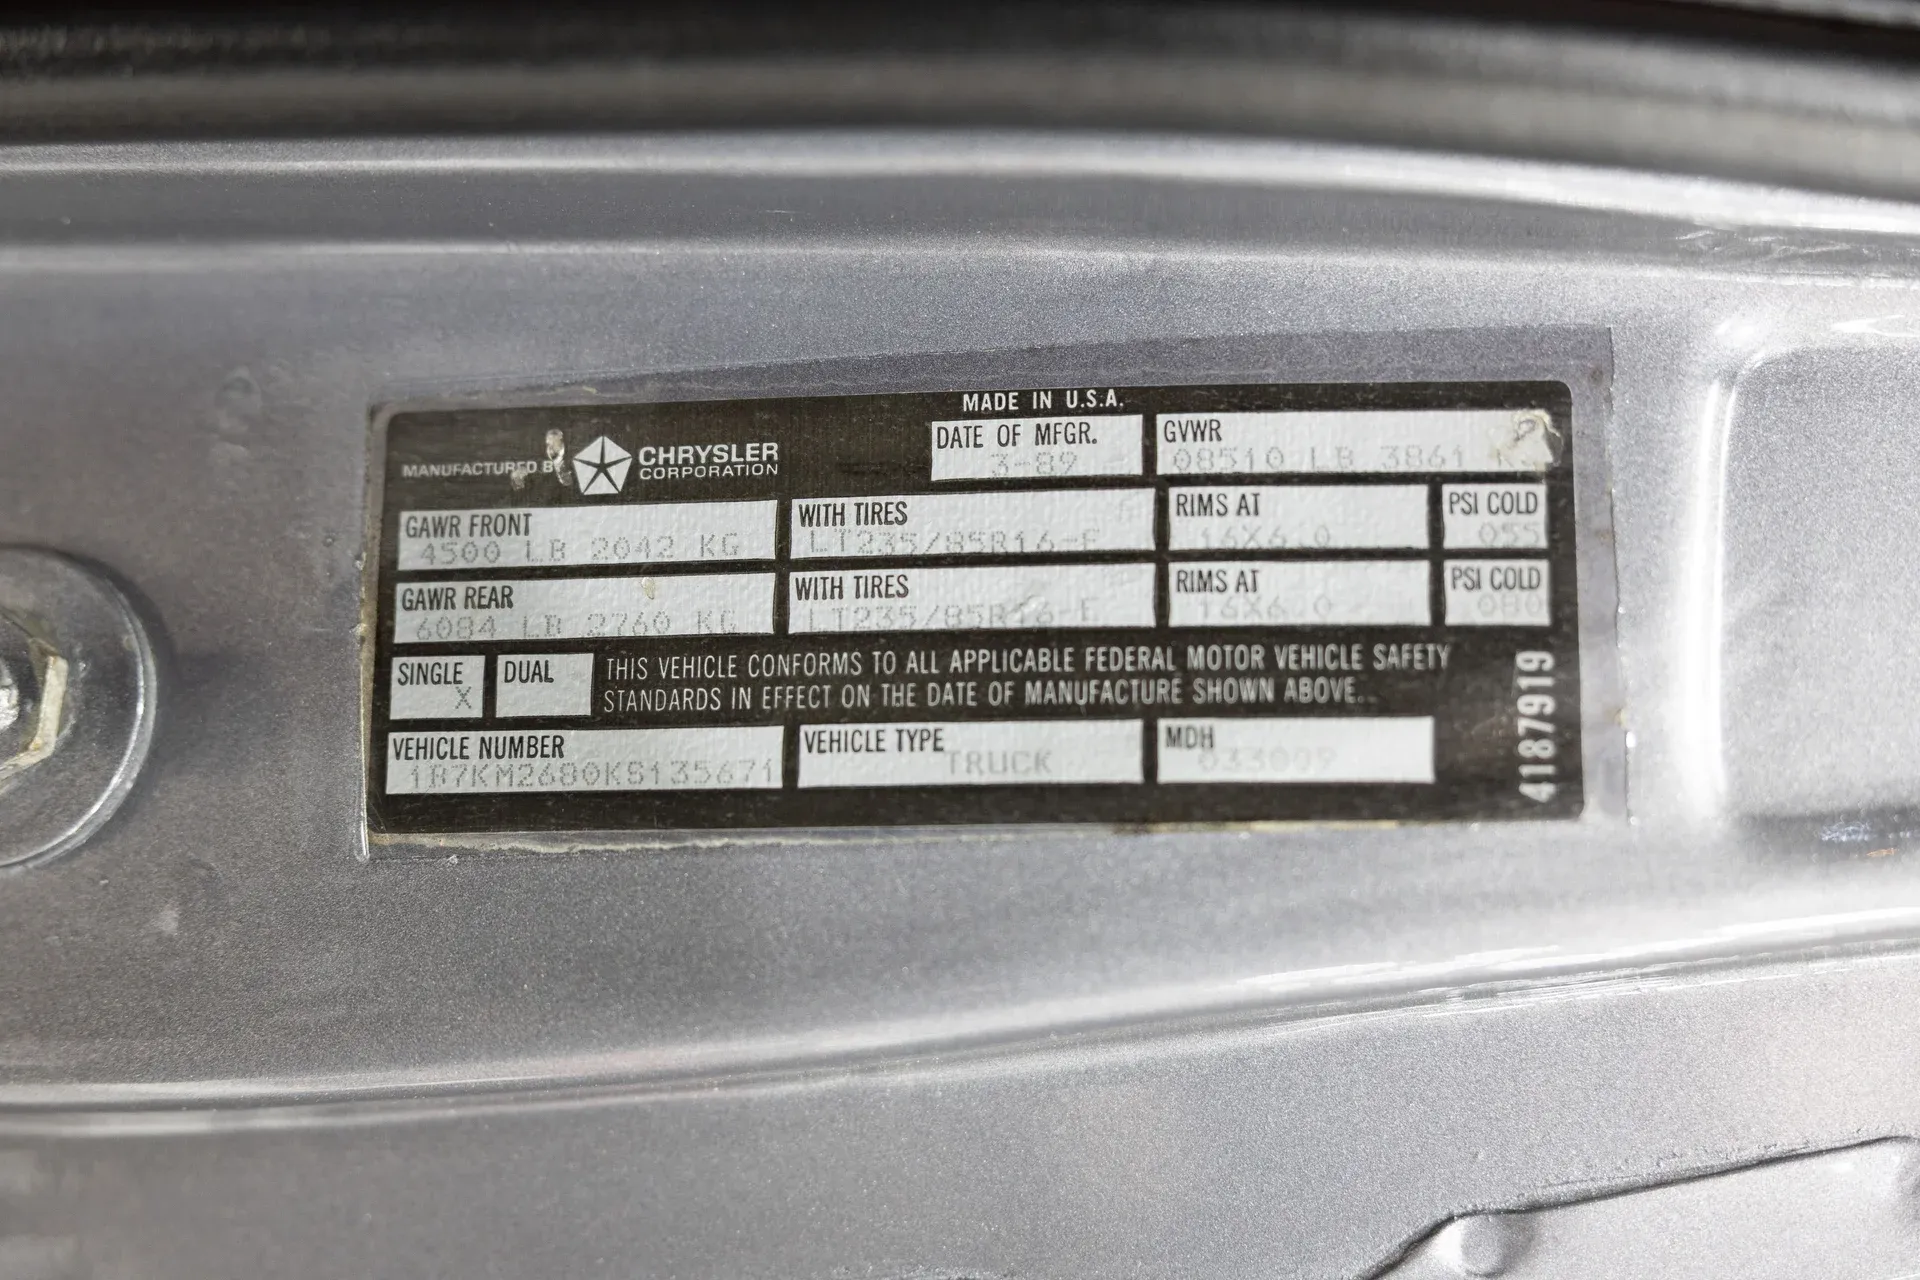 MADE IN U.S.A.
MANUFACTURED BY CHRYSLER CORPORATION
DATE OF MFGR.
3-89
GVWR
08510 LB 3861 KG
GAWR FRONT
4500 LB 2042 KG
WITH TIRES
LT235/85R16-E
RIMS AT
16X6.0
PSI COLD
055
GAWR REAR
6084 LB 2760 KG
WITH TIRES
LT235/85R16-E
RIMS AT
16X6.0
PSI COLD
080
SINGLE
X
DUAL
THIS VEHICLE CONFORMS TO ALL APPLICABLE FEDERAL MOTOR VEHICLE SAFETY
STANDARDS IN EFFECT ON THE DATE OF MANUFACTURE SHOWN ABOVE.
VEHICLE NUMBER
1B7KM2680KS135671
VEHICLE TYPE
TRUCK
MDH
4187919